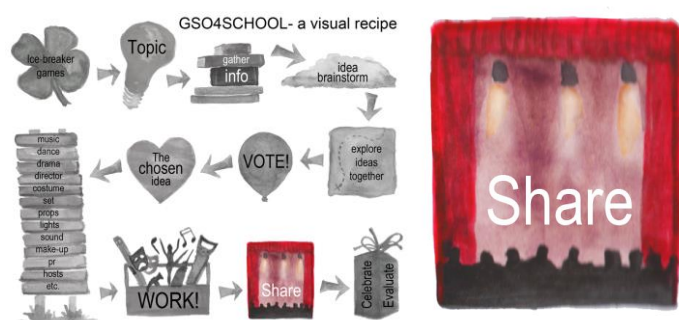 GSO4SCHOOL- a visual recipe
Ice-breaker
games
Topic
gather
info
idea
brainstorm
explore
ideas
together
VOTE!
The
chosen
idea
music
dance
drama
director
costume
set
props
lights
sound
make-up
pr
hosts
etc.
WORK!
Share
Celebrate
Evaluate
Share